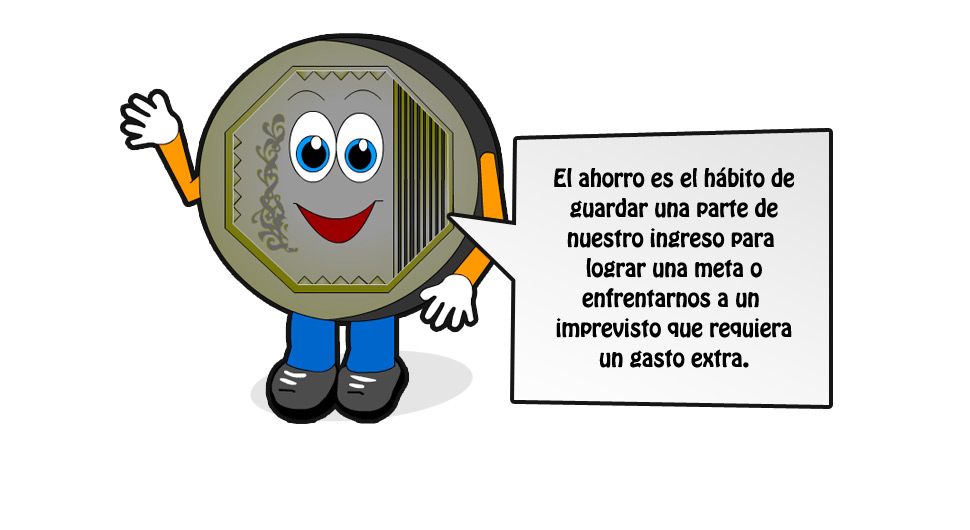 El ahorro es el hábito de
guardar una parte de
nuestro ingreso para
lograr una meta o
enfrentarnos a un
imprevisto que requiera
un gasto extra.